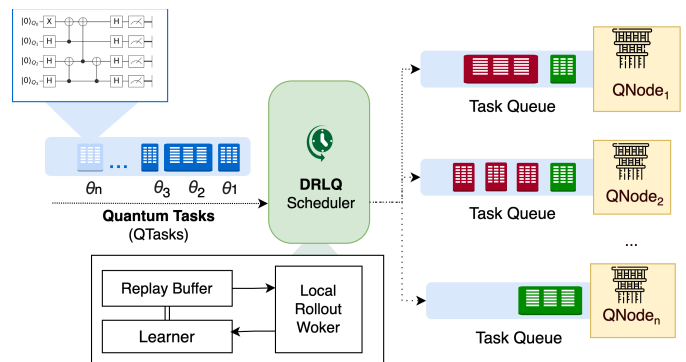 |0⟩Q₀ X H
|0⟩Q₁ H H
|0⟩Q₂ H H
|0⟩Q₃ H H
...
θn θ3 θ2 θ1
Quantum Tasks
(QTasks)
DRLQ
Scheduler
Replay Buffer
Learner
Local
Rollout
Woker
Task Queue
QNode₁
Task Queue
QNode₂
...
Task Queue
QNodeₙ